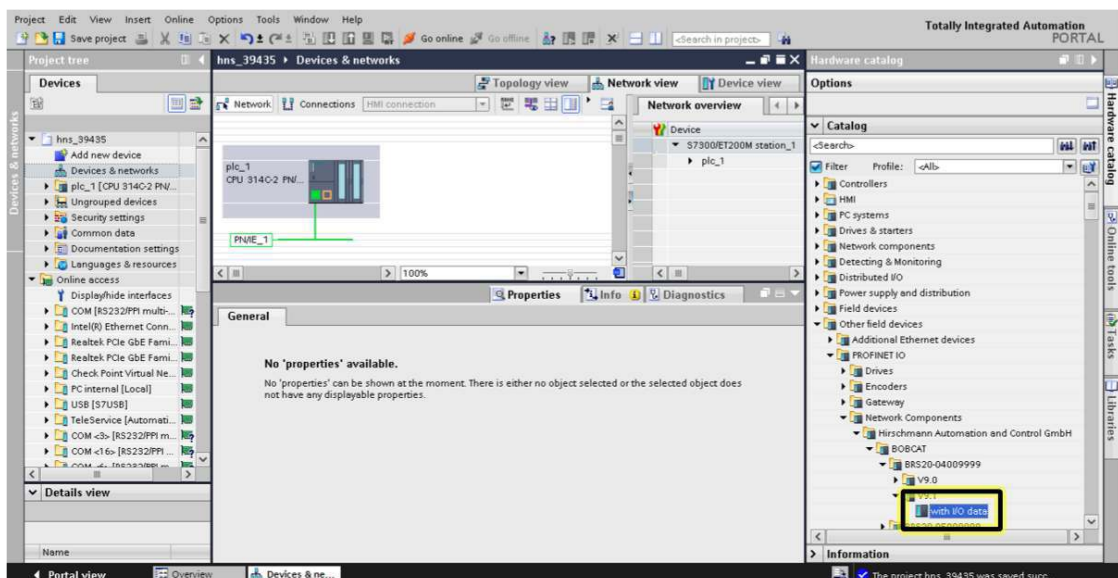 Project Edit View Insert Online Options Tools Window Help
Totally Integrated Automation
PORTAL
Save project
Go online
Go offline
<Search in project>
Project tree
hns_39435
Devices & networks
Hardware catalog
Devices
Topology view
Network view
Device view
Options
Network
Connections
HMI connection
Network overview
Device
S7300/ET200M station_1
plc_1
plc_1
CPU 314C-2 PN/...
PN/IE_1
100%
hns_39435
Add new device
Devices & networks
plc_1 [CPU 314C-2 PN/...
Ungrouped devices
Security settings
Common data
Documentation settings
Languages & resources
Online access
Display/hide interfaces
COM [RS232/PPI multi-...
Intel(R) Ethernet Conn...
Realtek PCIe GbE Fami...
Realtek PCIe GbE Fami...
Check Point Virtual Ne...
PC internal [Local]
USB [S7USB]
TeleService [Automati...
COM <3> [RS232/PPI m...
COM <16> [RS232/PPI ...
Details view
Name
Properties
Info
Diagnostics
General
No 'properties' available.
No 'properties' can be shown at the moment. There is either no object selected or the selected object does
not have any displayable properties.
Catalog
<Search>
Filter
Profile:
<All>
Controllers
HMI
PC systems
Drives & starters
Network components
Detecting & Monitoring
Distributed I/O
Power supply and distribution
Field devices
Other field devices
Additional Ethernet devices
PROFINET IO
Drives
Encoders
Gateway
Network Components
Hirschmann Automation and Control GmbH
BOBCAT
BRS20-04009999
V9.0
V9.1
with I/O data
Information
Devices & networks
Hardware catalog
Online tools
Tasks
Libraries
Portal view
Overview
Devices & ne...
The project hns_39435 was saved succ...